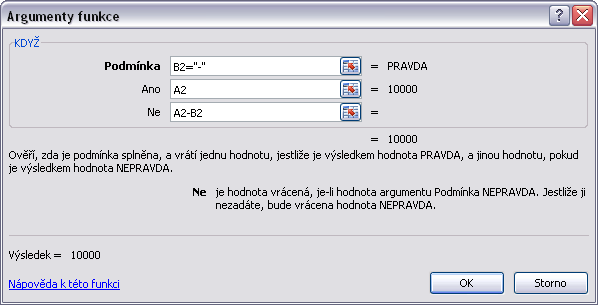 Argumenty funkce
KDYŽ
Podmínka B2="-" = PRAVDA
Ano A2 = 10000
Ne A2-B2 =
= 10000
Ověří, zda je podmínka splněna, a vrátí jednu hodnotu, jestliže je výsledkem hodnota PRAVDA, a jinou hodnotu, pokud
je výsledkem hodnota NEPRAVDA.
Ne je hodnota vrácená, je-li hodnota argumentu Podmínka NEPRAVDA. Jestliže ji
nezadáte, bude vrácena hodnota NEPRAVDA.
Výsledek = 10000
Nápověda k této funkci
OK Storno